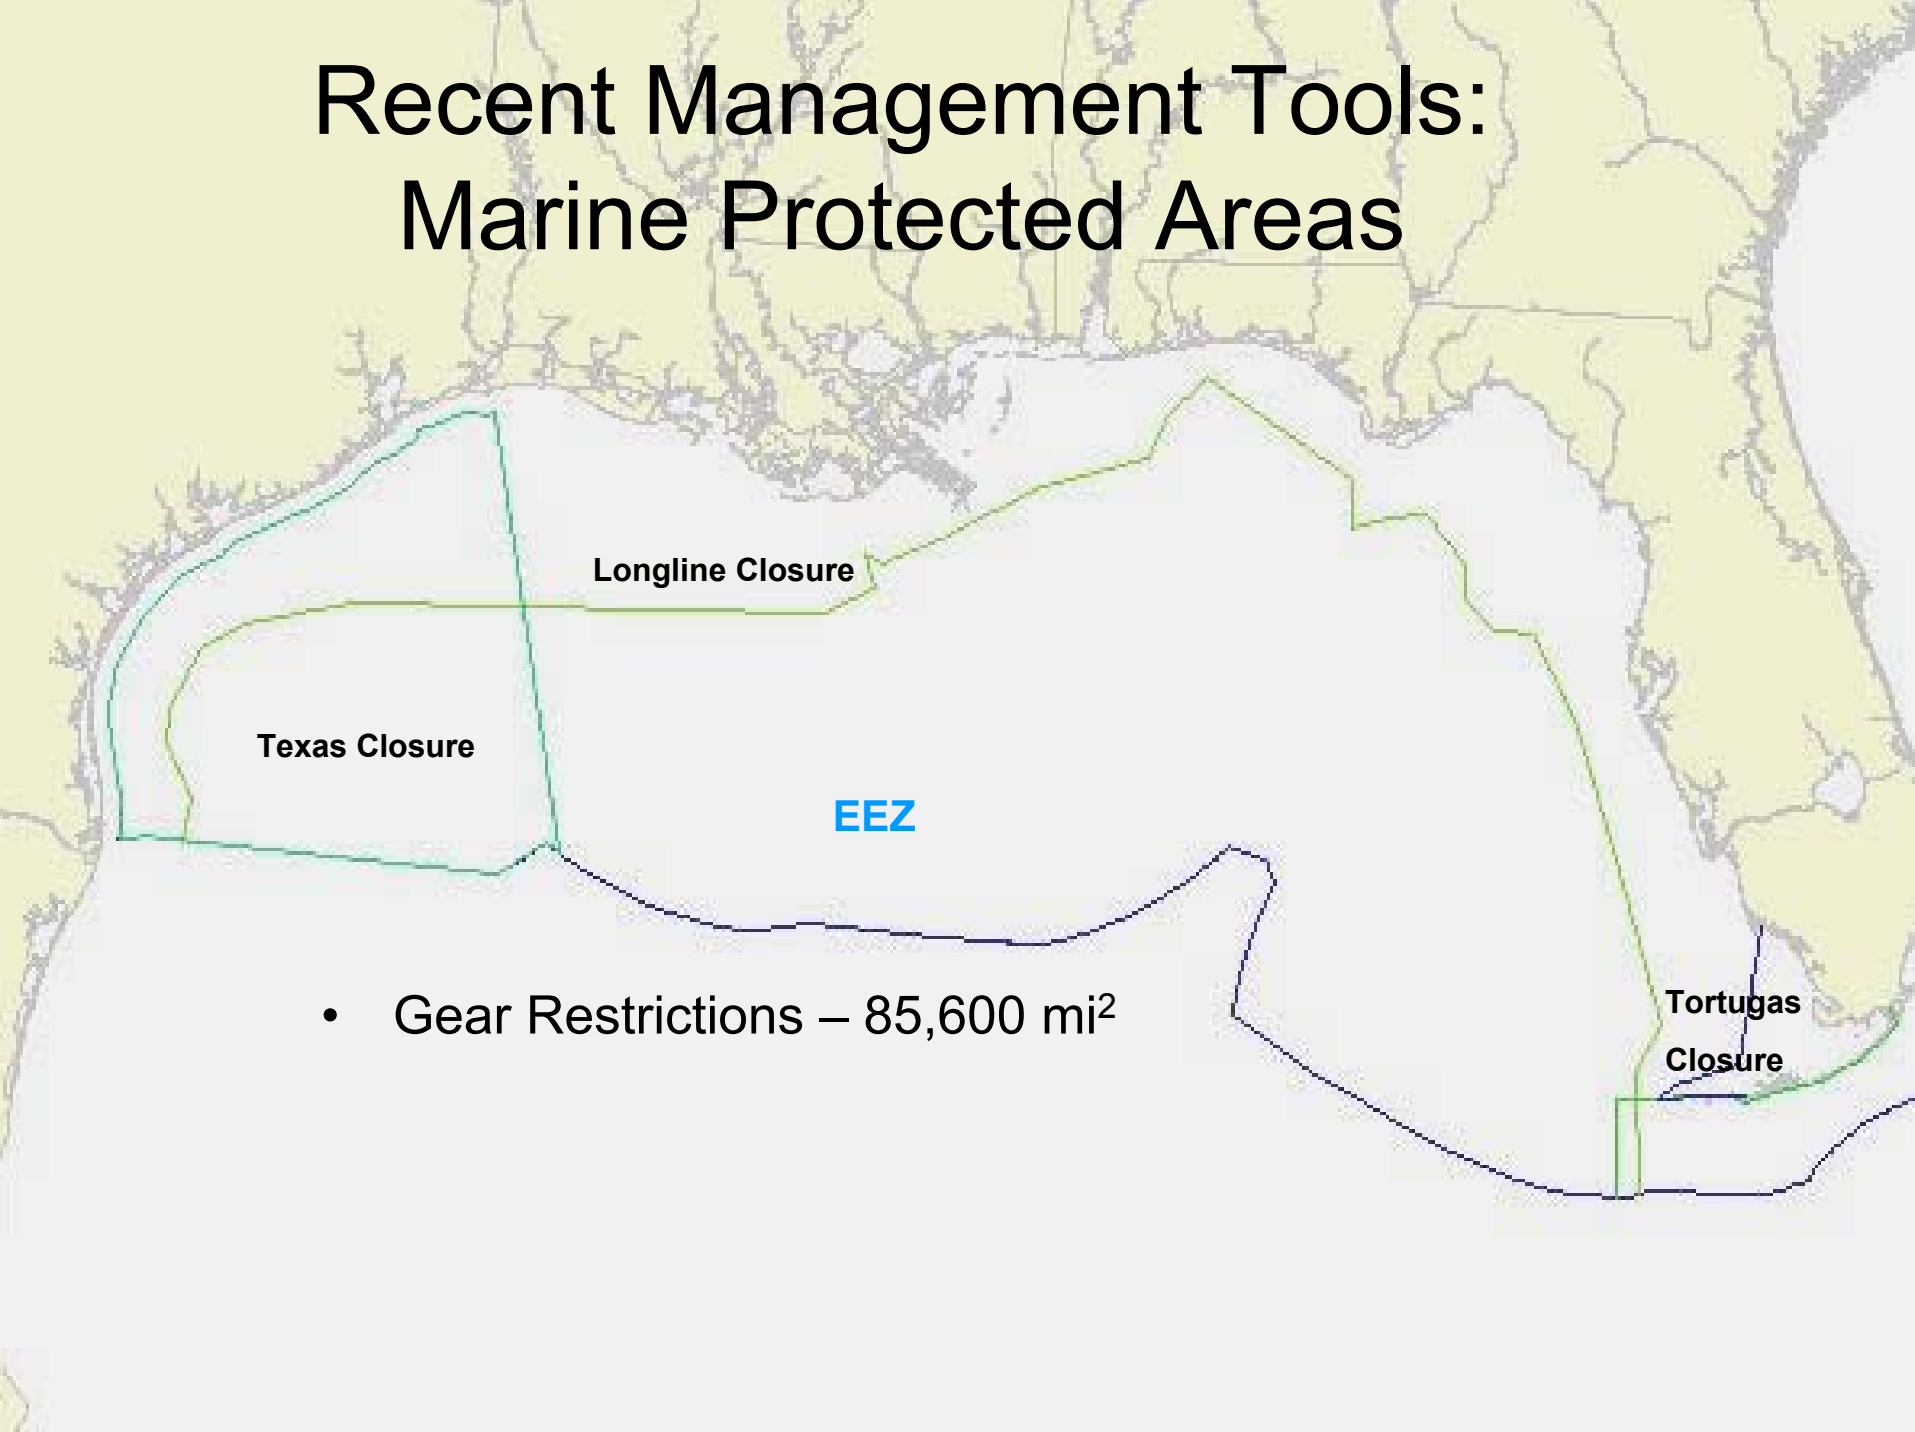 Recent Management Tools:
Marine Protected Areas
Longline Closure
Texas Closure
EEZ
• Gear Restrictions – 85,600 mi²
Tortugas
Closure